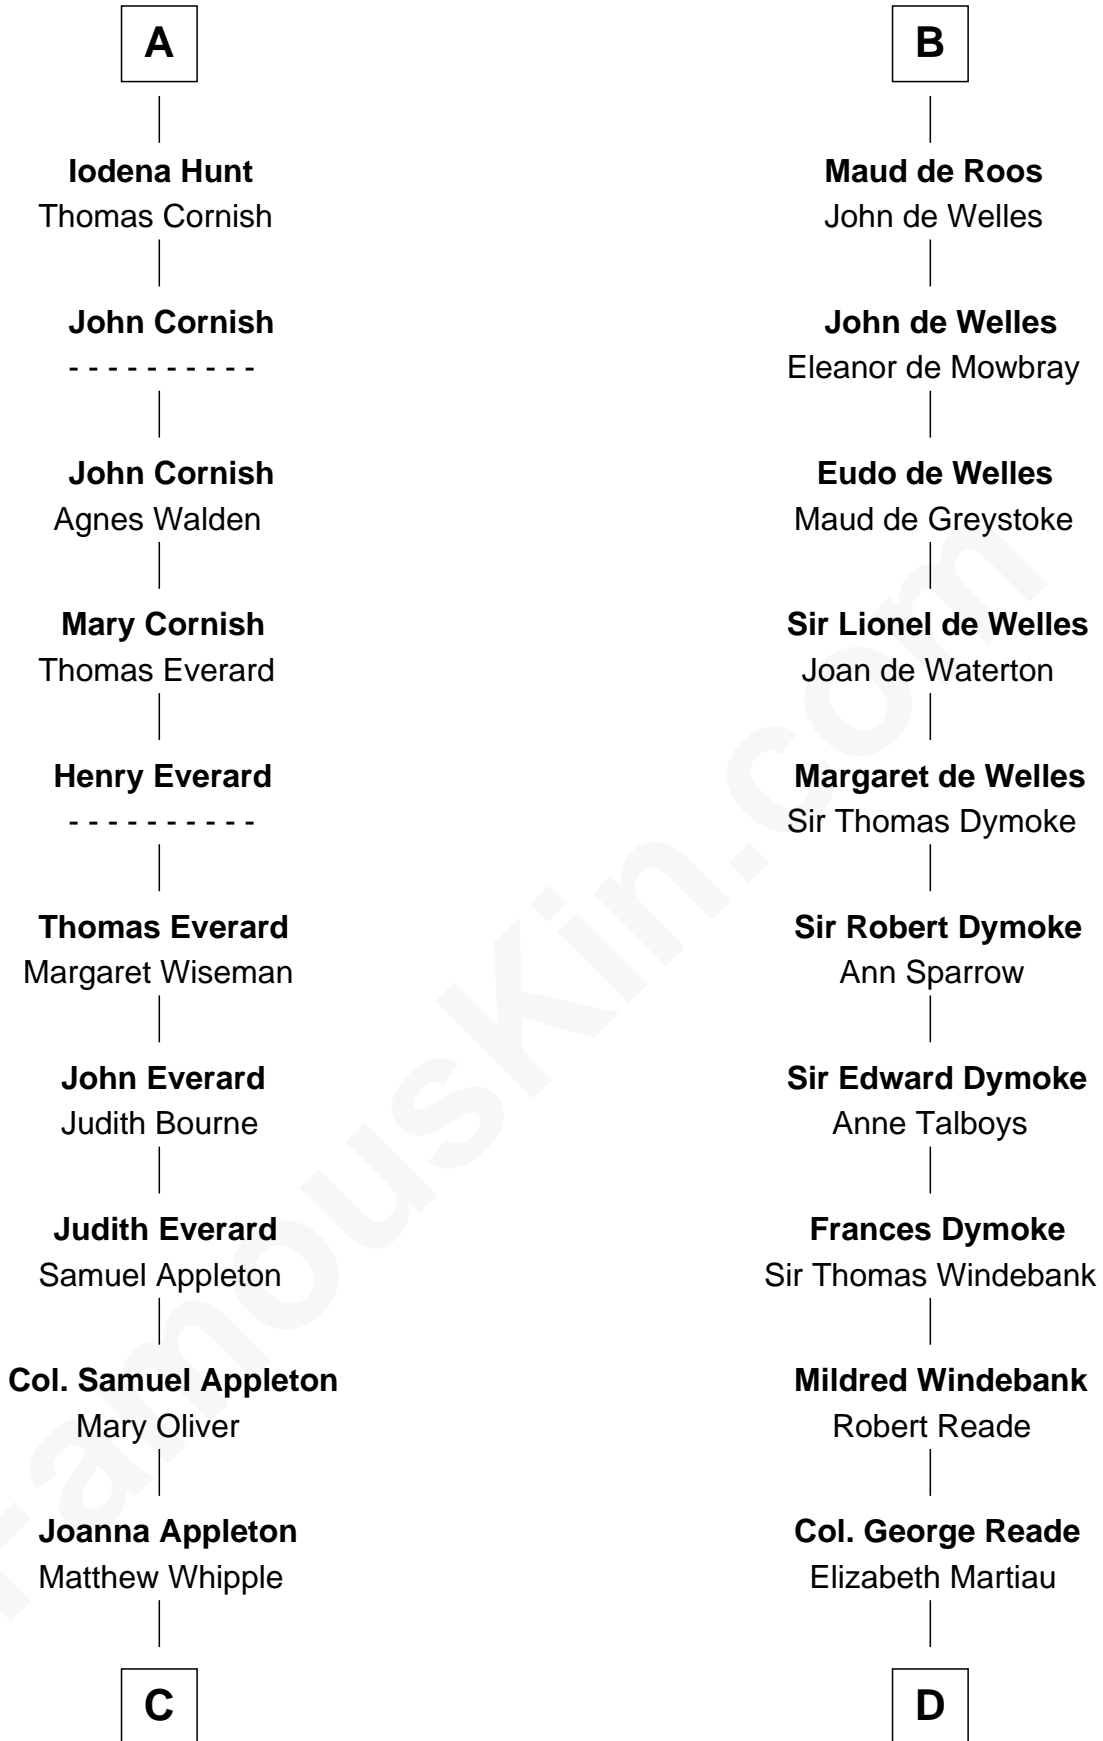 A
Iodena Hunt
Thomas Cornish
John Cornish
- - - - - - - - - -
John Cornish
Agnes Walden
Mary Cornish
Thomas Everard
Henry Everard
- - - - - - - - - -
Thomas Everard
Margaret Wiseman
John Everard
Judith Bourne
Judith Everard
Samuel Appleton
Col. Samuel Appleton
Mary Oliver
Joanna Appleton
Matthew Whipple
C
B
Maud de Roos
John de Welles
John de Welles
Eleanor de Mowbray
Eudo de Welles
Maud de Greystoke
Sir Lionel de Welles
Joan de Waterton
Margaret de Welles
Sir Thomas Dymoke
Sir Robert Dymoke
Ann Sparrow
Sir Edward Dymoke
Anne Talboys
Frances Dymoke
Sir Thomas Windebank
Mildred Windebank
Robert Reade
Col. George Reade
Elizabeth Martiau
D
FamousKin.com